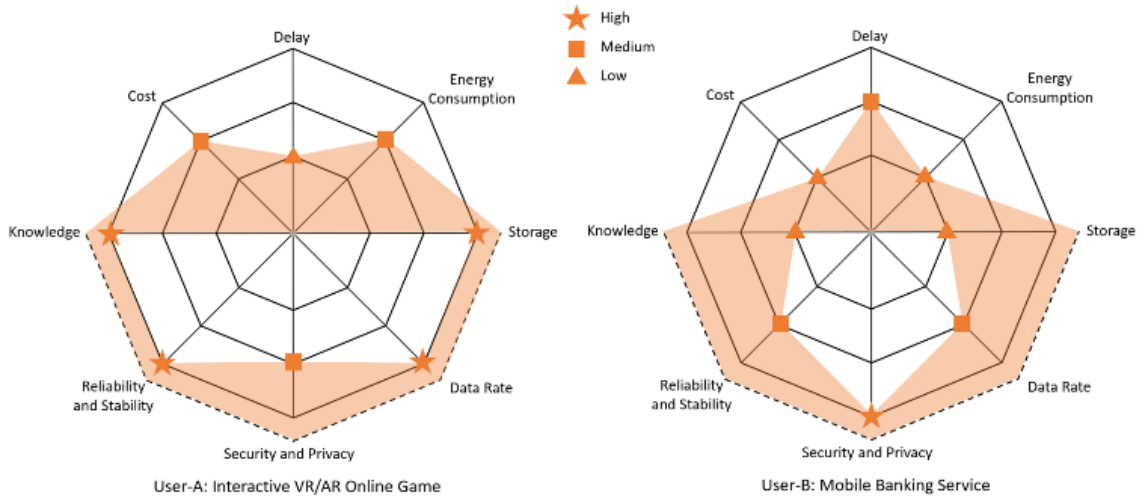 High
Medium
Low
Delay
Energy
Consumption
Cost
Knowledge
Storage
Reliability
and Stability
Data Rate
Security and Privacy
User-A: Interactive VR/AR Online Game
Delay
Energy
Consumption
Cost
Knowledge
Storage
Reliability
and Stability
Data Rate
Security and Privacy
User-B: Mobile Banking Service